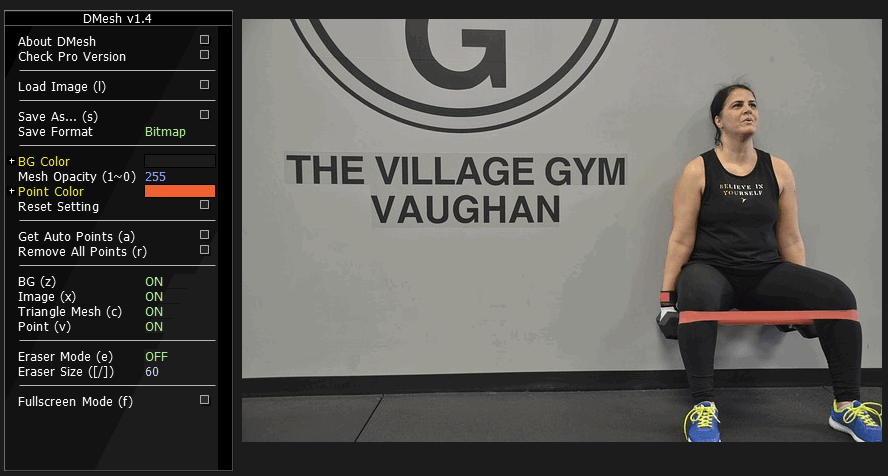 DMesh v1.4
About DMesh
Check Pro Version
Load Image (l)
Save As... (s)
Save Format Bitmap
+ BG Color
Mesh Opacity (1~0) 255
+ Point Color
Reset Setting
Get Auto Points (a)
Remove All Points (r)
BG (z) ON
Image (x) ON
Triangle Mesh (c) ON
Point (v) ON
Eraser Mode (e) OFF
Eraser Size ([/]) 60
Fullscreen Mode (f)
G
THE VILLAGE GYM
VAUGHAN
BELIEVE IN
YOURSELF